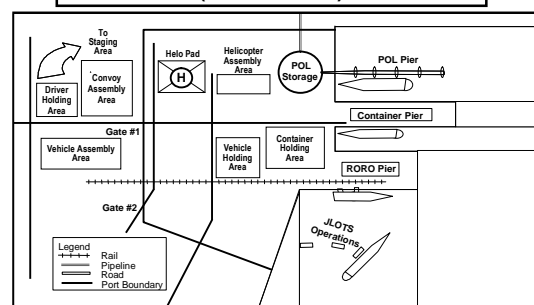 To
Staging
Area
Helo Pad
Helicopter
Assembly
Area
POL
Storage
POL Pier
Driver
Holding
Area
Convoy
Assembly
Area
H
Container Pier
Gate #1
Vehicle Assembly
Area
Vehicle
Holding
Area
Container
Holding
Area
RORO Pier
Gate #2
JLOTS
Operations
Legend
Rail
Pipeline
Road
Port Boundary